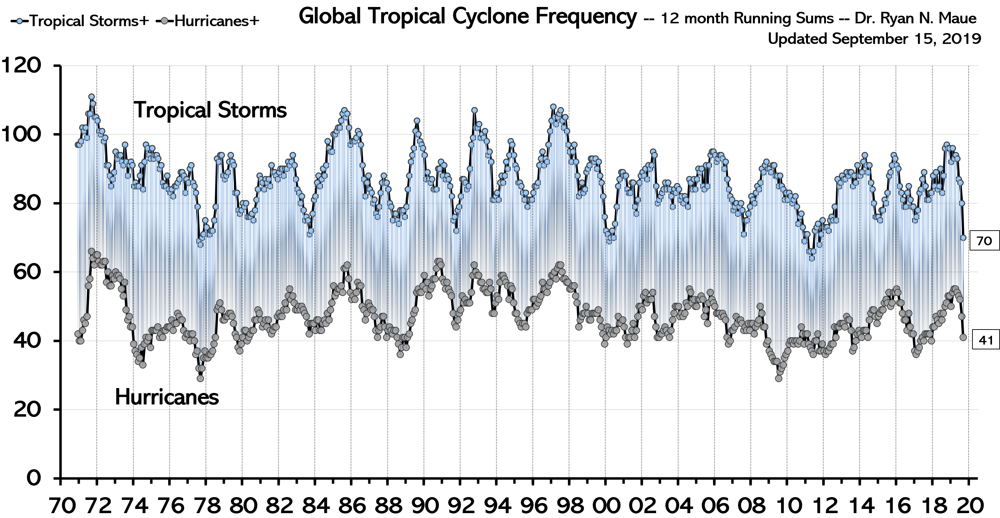 Global Tropical Cyclone Frequency -- 12 month Running Sums -- Dr. Ryan N. Maue
Tropical Storms+ Hurricanes+
Updated September 15, 2019
120
Tropical Storms
100
80
70
60
40
41
Hurricanes
20
0
70 72 74 76 78 80 82 84 86 88 90 92 94 96 98 00 02 04 06 08 10 12 14 16 18 20